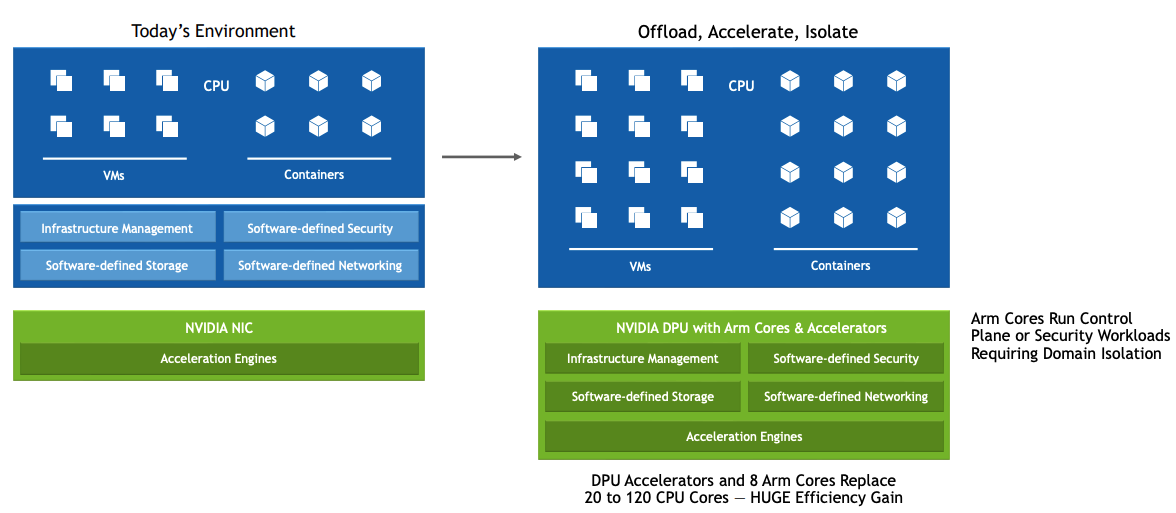 Today's Environment
CPU
VMs
Containers
Infrastructure Management
Software-defined Security
Software-defined Storage
Software-defined Networking
NVIDIA NIC
Acceleration Engines
Offload, Accelerate, Isolate
CPU
VMs
Containers
NVIDIA DPU with Arm Cores & Accelerators
Infrastructure Management
Software-defined Security
Software-defined Storage
Software-defined Networking
Acceleration Engines
Arm Cores Run Control
Plane or Security Workloads
Requiring Domain Isolation
DPU Accelerators and 8 Arm Cores Replace
20 to 120 CPU Cores — HUGE Efficiency Gain